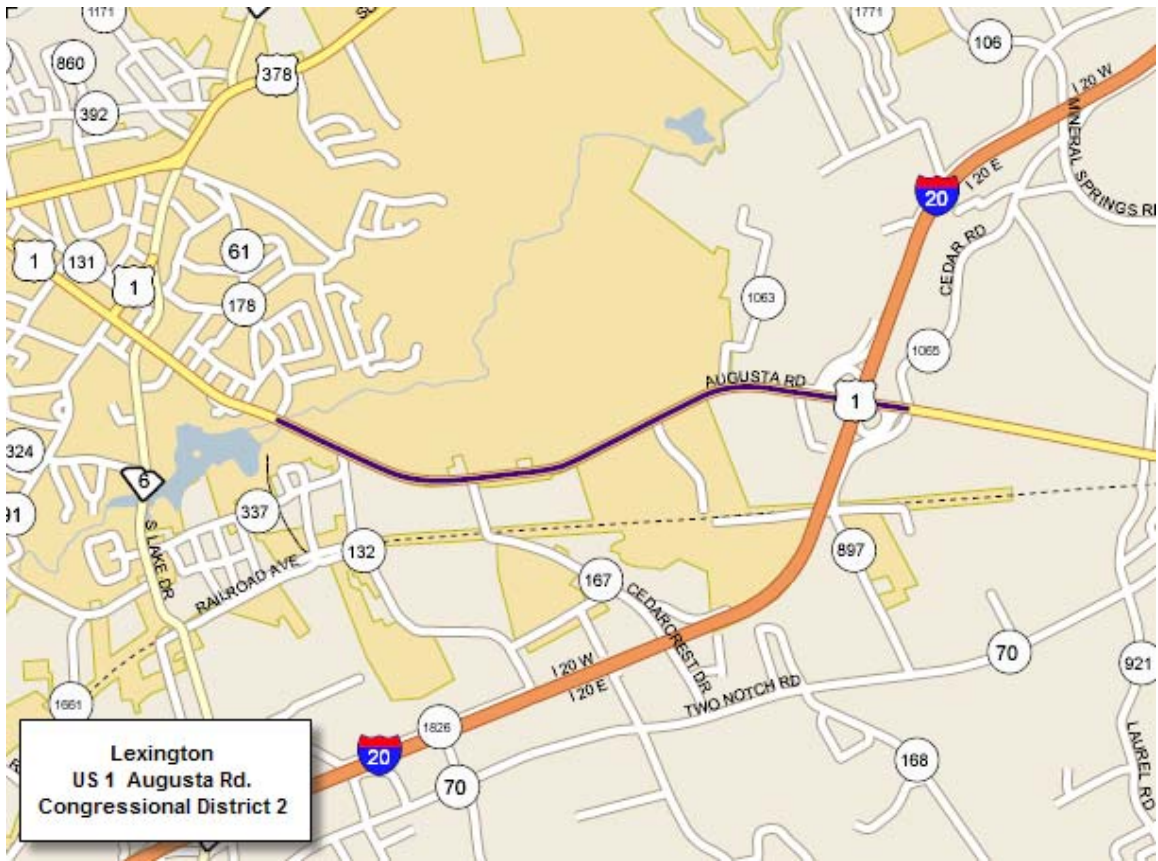 1171
SU
1771
106
860
378
I 20 W
392
MINERAL SPRINGS RD
I 20 E
20
61
CEDAR RD
1
131
1
178
1063
1065
AUGUSTA RD
1
324
6
91
337
S LAKE DR
132
897
RAILROAD AVE
167
CEDARCREST DR
70
I 20 W
I 20 E
921
TWO NOTCH RD
1661
1826
LAUREL RD
20
168
70
R
Lexington
US 1 Augusta Rd.
Congressional District 2